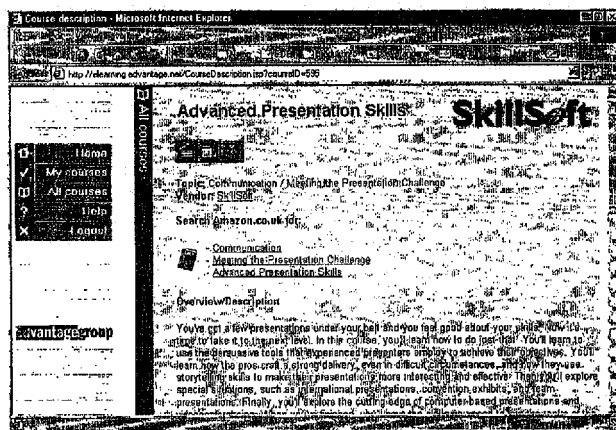 Course description - Microsoft Internet Explorer
http://elearning.advantage.net/CourseDescription.jsp?courseID=595
All courses
Advanced Presentation Skills
SkillSoft
Home
My courses
All courses
Help
Logout
Topic: Communication / Meeting the Presentation Challenge
Vendor: SkillSoft
Search Amazon.co.uk for:
- Communication
- Meeting the Presentation Challenge
- Advanced Presentation Skills
Overview/Description
avantagegroup
You've got a few presentations under your belt and you feel good about your skills. Now it's
time to take it to the next level. In this course, you'll learn how to do just that! You'll learn to
use the persuasive tools that experienced presenters employ to achieve their objectives. You'll
learn how the pros craft a strong delivery, even in difficult circumstances, and how they use
storytelling skills to make their presentations more interesting and effective. Then you'll explore
special situations, such as international presentations, convention exhibits, and team
presentations. Finally, you'll explore the cutting-edge of computer-based presentations and